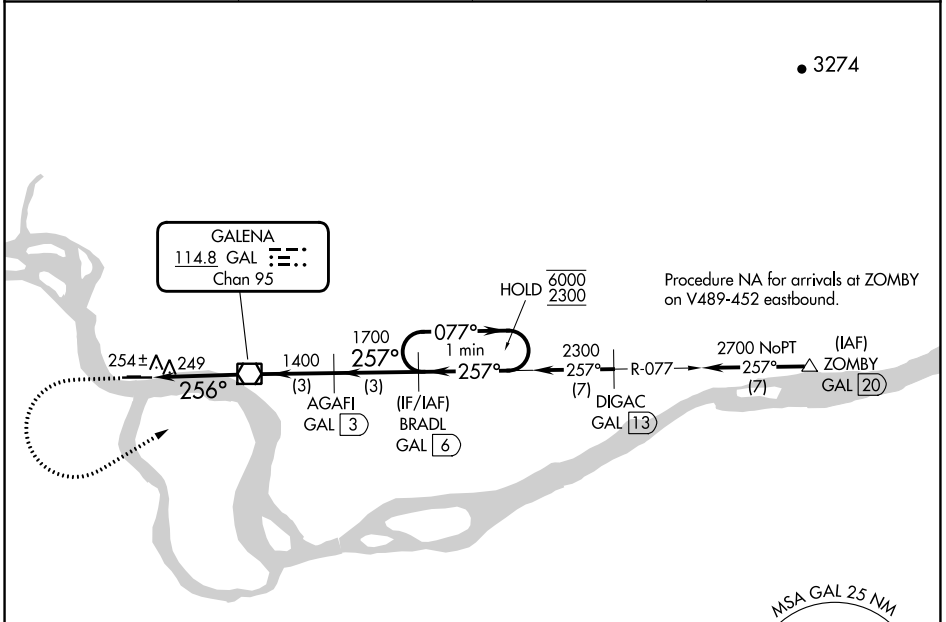 3274
GALENA
114.8 GAL
Chan 95
HOLD 6000
2300
Procedure NA for arrivals at ZOMBY
on V489-452 eastbound.
254± 249
256°
1400
(3)
1700
257°
(3)
077°
1 min
257°
2300
257°
(7)
R-077
2700 NoPT
257°
(7)
(IAF)
ZOMBY
GAL 20
AGAFI
GAL 3
(IF/IAF)
BRADL
GAL 6
DIGAC
GAL 13
MSA GAL 25 NM